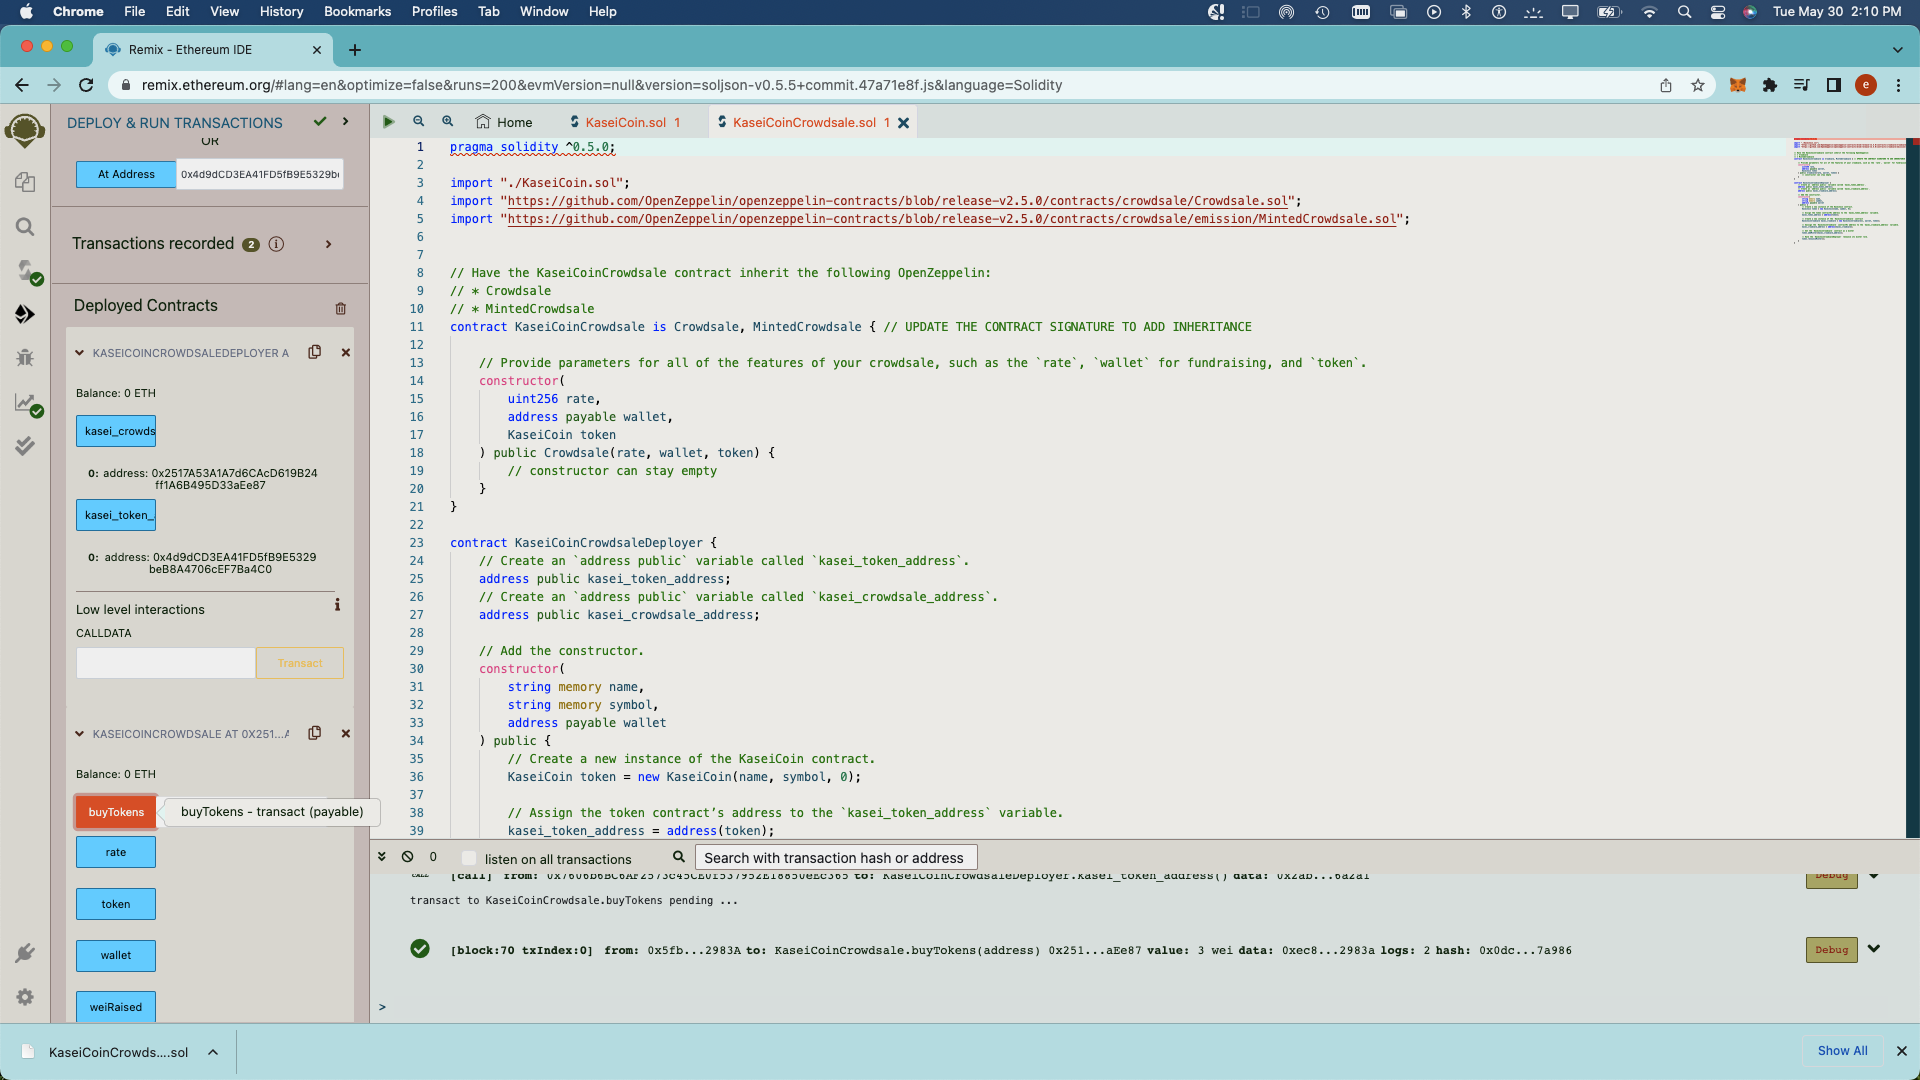 Chrome File Edit View History Bookmarks Profiles Tab Window Help Tue May 30 2:10 PM
Remix - Ethereum IDE
remix.ethereum.org/#lang=en&optimize=false&runs=200&evmVersion=null&version=soljson-v0.5.5+commit.47a71e8f.js&language=Solidity
e
DEPLOY & RUN TRANSACTIONS
OR
At Address 0x4d9dCD3EA41FD5fB9E5329b
Transactions recorded 2 i
Deployed Contracts
KASEICOINCROWDSALEDEPLOYER A
Balance: 0 ETH
kasei_crowds
0: address: 0x2517A53A1A7d6CAcD619B24
ff1A6B495D33aEe87
kasei_token_
0: address: 0x4d9dCD3EA41FD5fB9E5329
beB8A4706cEF7Ba4C0
Low level interactions i
CALLDATA
Transact
KASEICOINCROWDSALE AT 0X251...A
Balance: 0 ETH
buyTokens buyTokens - transact (payable)
rate
token
wallet
weiRaised
Home KaseiCoin.sol 1 KaseiCoinCrowdsale.sol 1
1 pragma solidity ^0.5.0;
2
3 import "./KaseiCoin.sol";
4 import "https://github.com/OpenZeppelin/openzeppelin-contracts/blob/release-v2.5.0/contracts/crowdsale/Crowdsale.sol";
5 import "https://github.com/OpenZeppelin/openzeppelin-contracts/blob/release-v2.5.0/contracts/crowdsale/emission/MintedCrowdsale.sol";
6
7
8 // Have the KaseiCoinCrowdsale contract inherit the following OpenZeppelin:
9 // * Crowdsale
10 // * MintedCrowdsale
11 contract KaseiCoinCrowdsale is Crowdsale, MintedCrowdsale { // UPDATE THE CONTRACT SIGNATURE TO ADD INHERITANCE
12
13 // Provide parameters for all of the features of your crowdsale, such as the `rate`, `wallet` for fundraising, and `token`.
14 constructor(
15 uint256 rate,
16 address payable wallet,
17 KaseiCoin token
18 ) public Crowdsale(rate, wallet, token) {
19 // constructor can stay empty
20 }
21 }
22
23 contract KaseiCoinCrowdsaleDeployer {
24 // Create an `address public` variable called `kasei_token_address`.
25 address public kasei_token_address;
26 // Create an `address public` variable called `kasei_crowdsale_address`.
27 address public kasei_crowdsale_address;
28
29 // Add the constructor.
30 constructor(
31 string memory name,
32 string memory symbol,
33 address payable wallet
34 ) public {
35 // Create a new instance of the KaseiCoin contract.
36 KaseiCoin token = new KaseiCoin(name, symbol, 0);
37
38 // Assign the token contract’s address to the `kasei_token_address` variable.
39 kasei_token_address = address(token);
0 listen on all transactions Search with transaction hash or address
[call] from: 0x7606b6BC6AF2573c45CE0f537952E18850eEc365 to: KaseiCoinCrowdsaleDeployer.kasei_token_address() data: 0x2ab...6a2a1 Debug
transact to KaseiCoinCrowdsale.buyTokens pending ...
[block:70 txIndex:0] from: 0x5fb...2983A to: KaseiCoinCrowdsale.buyTokens(address) 0x251...aEe87 value: 3 wei data: 0xec8...2983a logs: 2 hash: 0x0dc...7a986 Debug
>
KaseiCoinCrowds....sol Show All